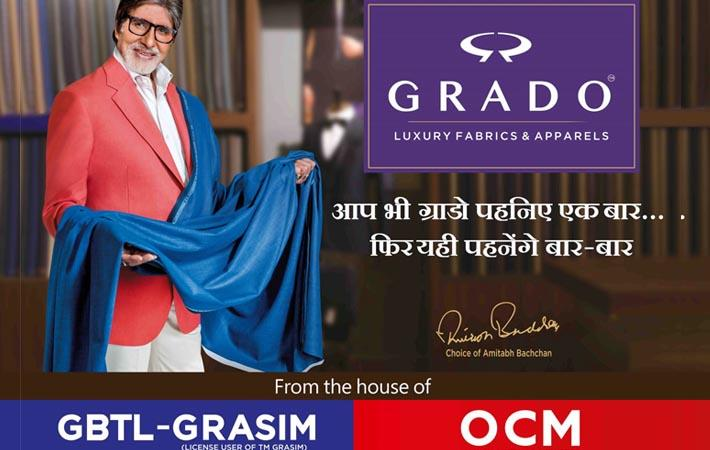 GRADO
LUXURY FABRICS & APPARELS
आप भी ग्राडो पहनिए एक बार... .
फिर यही पहनेंगे बार-बार
Choice of Amitabh Bachchan
From the house of
GBTL-GRASIM
(LICENSE USER OF TM GRASIM)
OCM